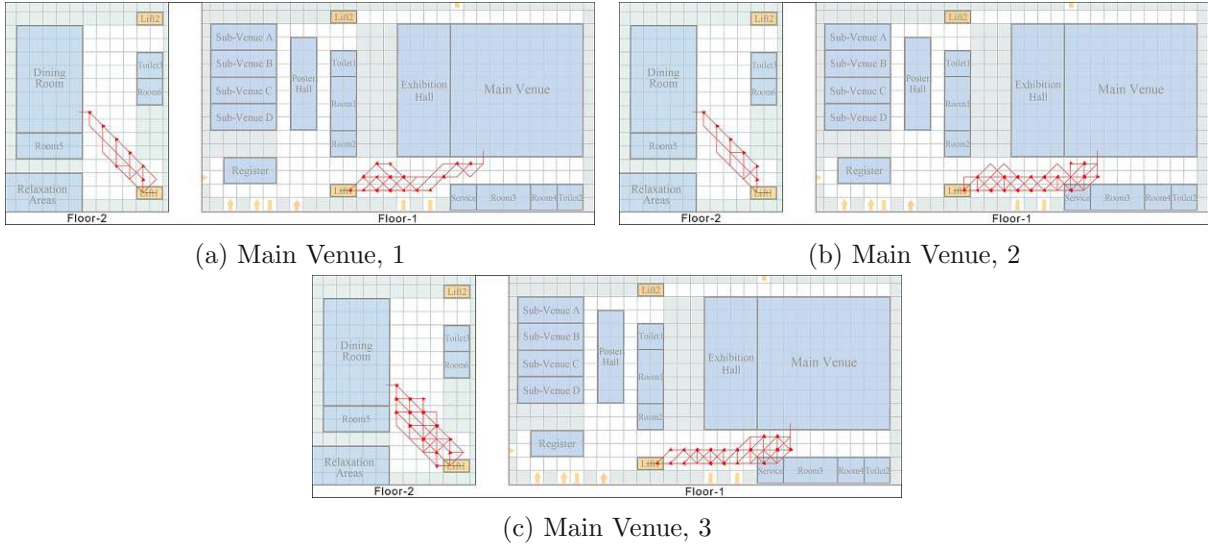 Lift2
Dining
Room
Toilet3
Room6
Room5
Relaxation
Areas
Lift1
Floor-2
Lift2
Sub-Venue A
Sub-Venue B
Sub-Venue C
Sub-Venue D
Poster
Hall
Toilet1
Room1
Room2
Exhibition
Hall
Main Venue
Register
Lift1
Service
Room3
Room4
Toilet2
Floor-1
(a) Main Venue, 1
Lift2
Dining
Room
Toilet3
Room6
Room5
Relaxation
Areas
Lift1
Floor-2
Lift2
Sub-Venue A
Sub-Venue B
Sub-Venue C
Sub-Venue D
Poster
Hall
Toilet1
Room1
Room2
Exhibition
Hall
Main Venue
Register
Lift1
Service
Room3
Room4
Toilet2
Floor-1
(b) Main Venue, 2
Lift2
Dining
Room
Toilet3
Room6
Room5
Relaxation
Areas
Lift1
Floor-2
Lift2
Sub-Venue A
Sub-Venue B
Sub-Venue C
Sub-Venue D
Poster
Hall
Toilet1
Room1
Room2
Exhibition
Hall
Main Venue
Register
Lift1
Service
Room3
Room4
Toilet2
Floor-1
(c) Main Venue, 3